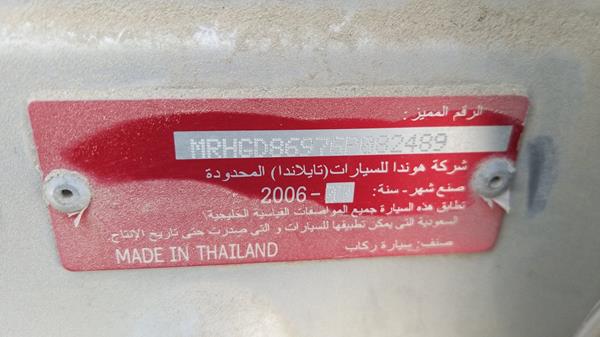 الرقم المميز :
MRHGD86976P082489
شركة هوندا للسيارات (تايلاندا) المحدودة
صنع شهر - سنة : -2006
تطابق هذه السيارة جميع المواصفات القياسية الخليجية/
السعودية التي يمكن تطبيقها للسيارات و التي صدرت حتى تاريخ الإنتاج.
صنف: سيارة ركاب
MADE IN THAILAND